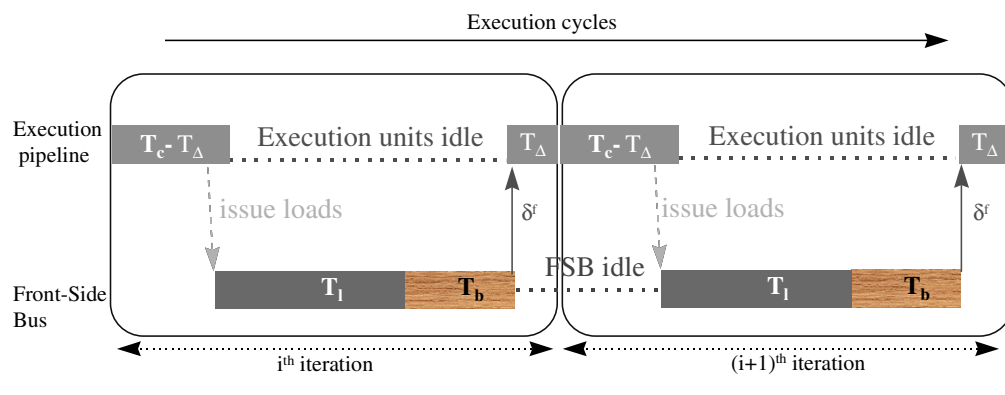 Execution cycles
Execution
pipeline
Tc- TΔ
Execution units idle
TΔ
Tc- TΔ
Execution units idle
TΔ
issue loads
δf
issue loads
δf
FSB idle
Front-Side
Bus
Tl
Tb
Tl
Tb
ith iteration
(i+1)th iteration